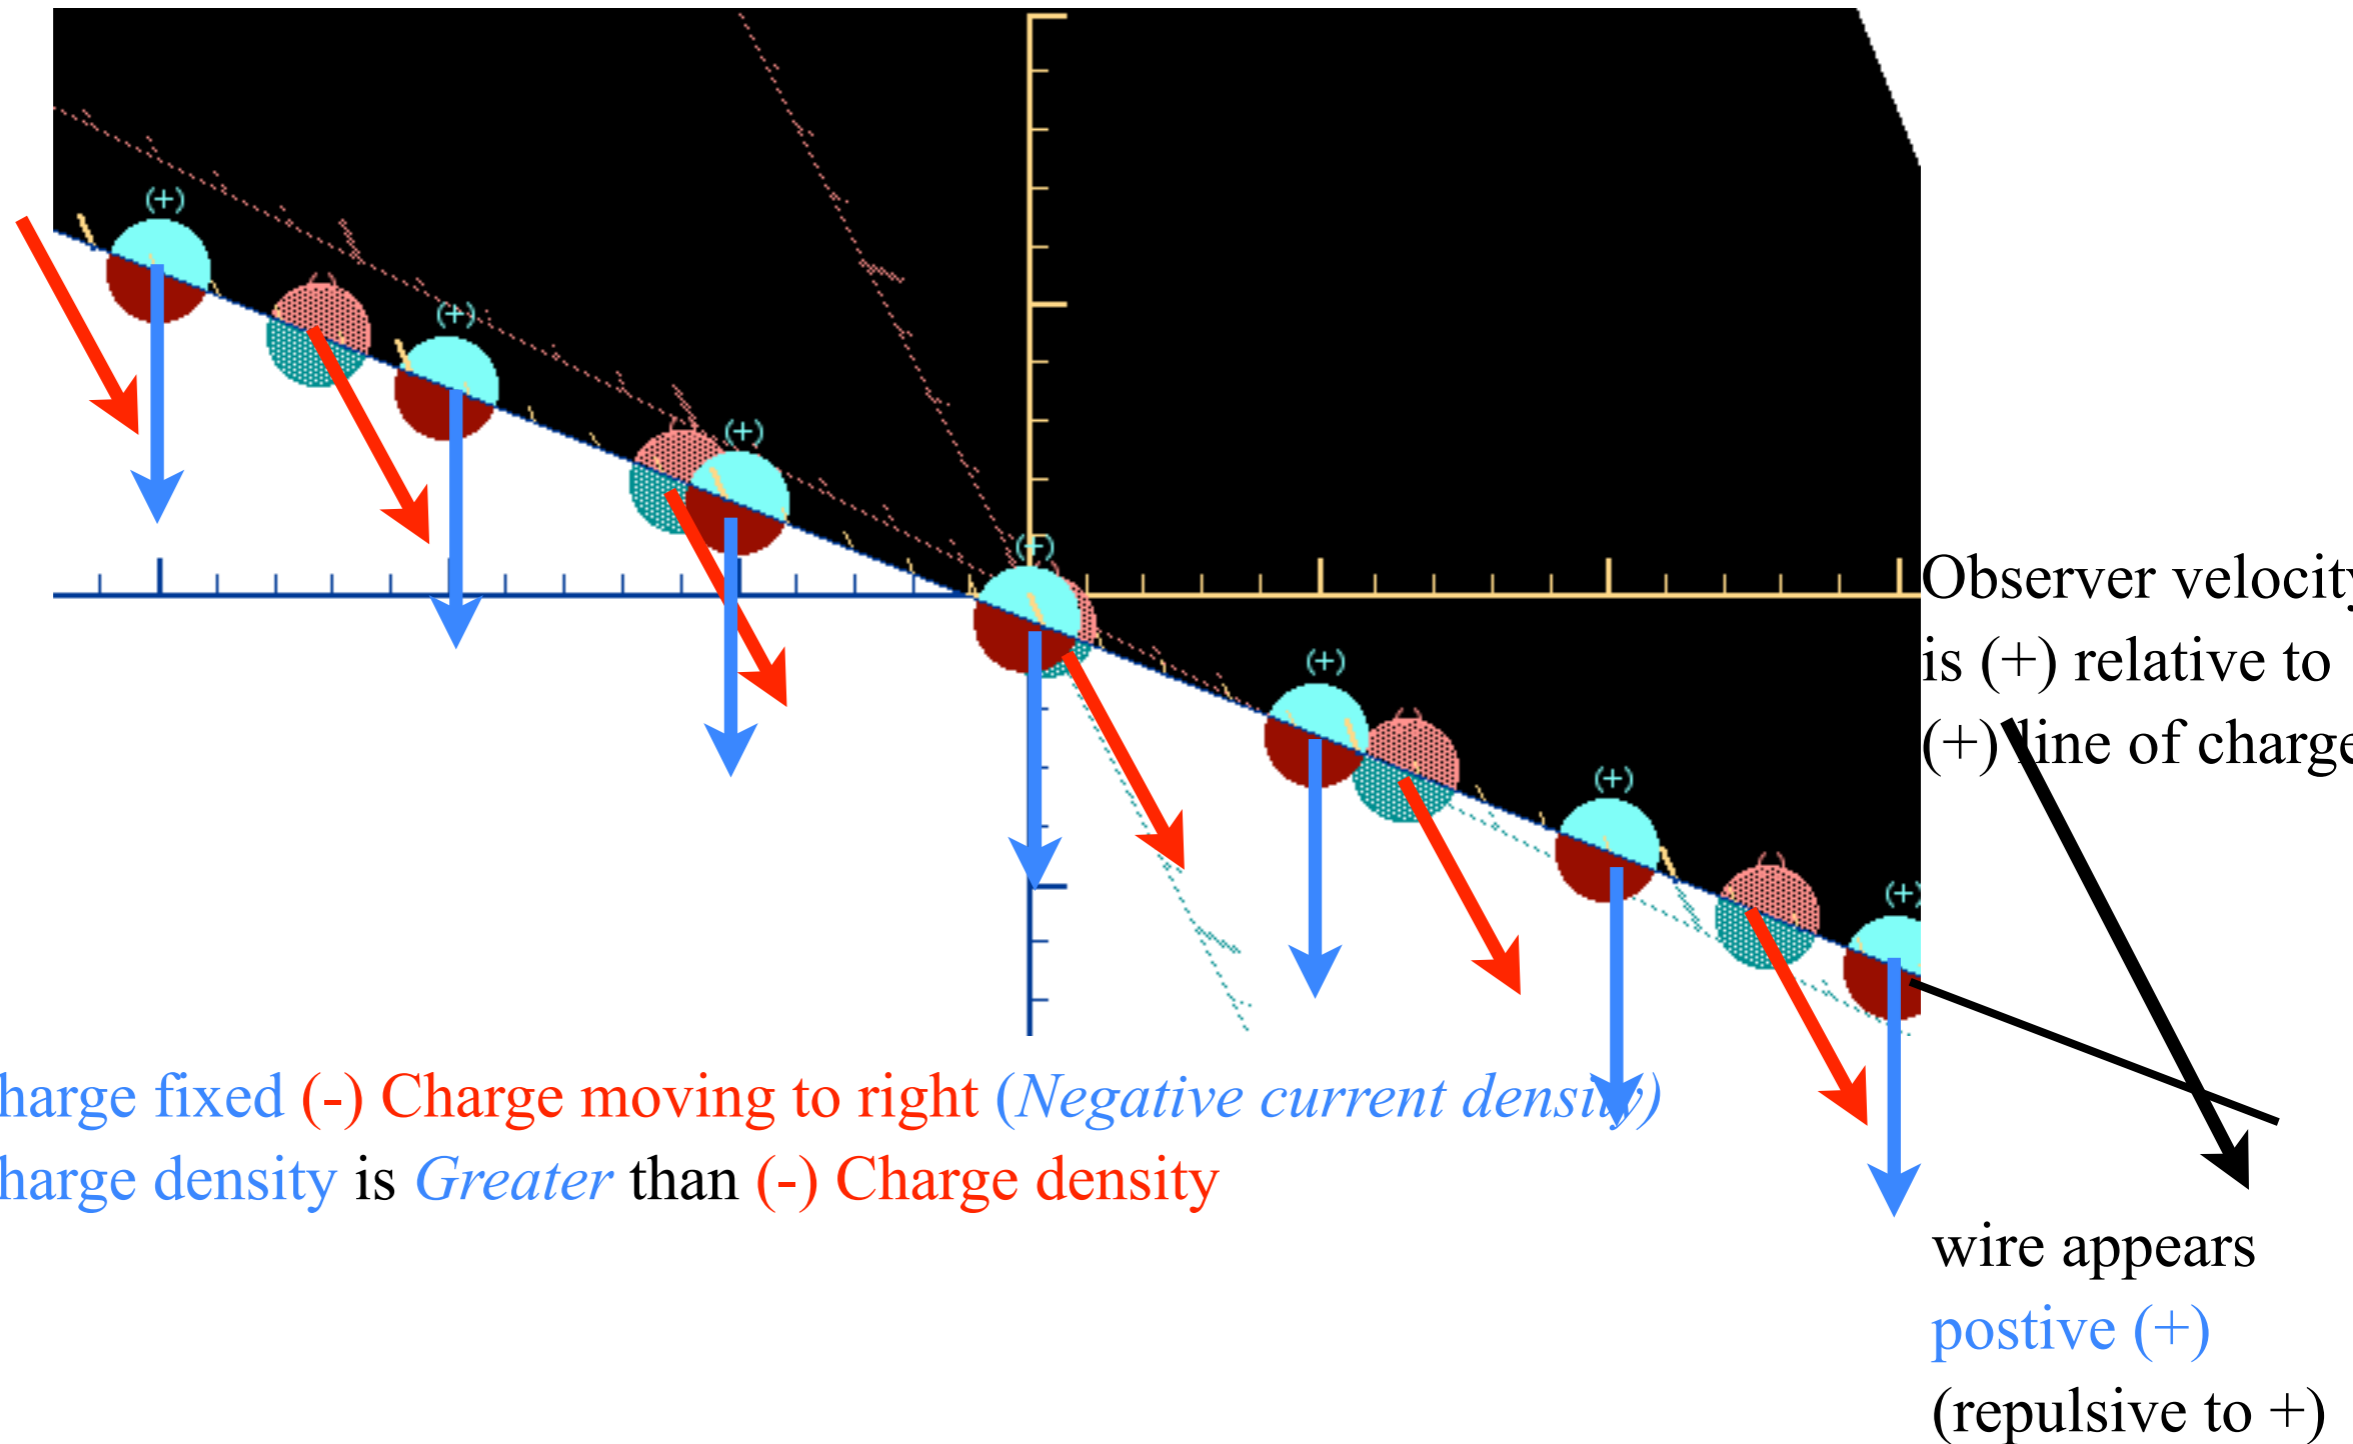 (+)
(+)
(+)
(+)
(+)
(+)
(+)
Observer velocity
is (+) relative to
(+) line of charge
harge fixed (-) Charge moving to right (Negative current density)
harge density is Greater than (-) Charge density
wire appears
postive (+)
(repulsive to +)